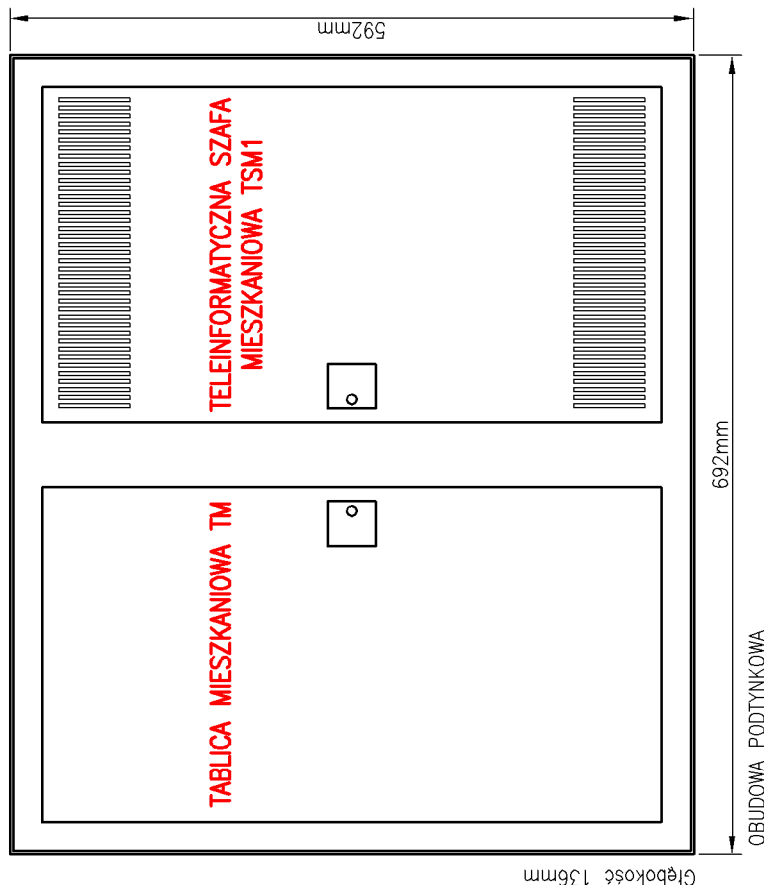 592mm
TELEINFORMATYCZNA SZAFA
MIESZKANIOWA TSM1
TABLICA MIESZKANIOWA TM
692mm
OBUDOWA PODTYNKOWA
Głębokość 136mm